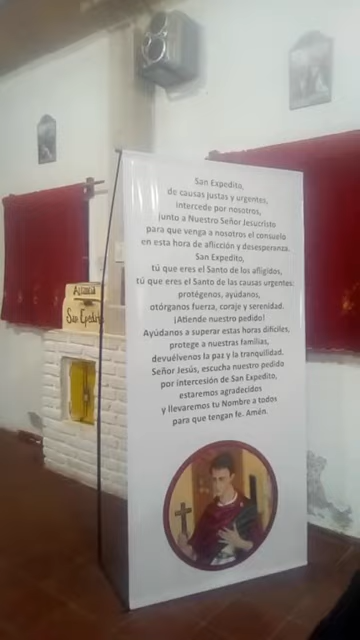 San Expedito,
de causas justas y urgentes,
intercede por nosotros,
junto a Nuestro Señor Jesucristo
para que venga a nosotros el consuelo
en esta hora de aflicción y desesperanza.
San Expedito,
tú que eres el Santo de los afligidos,
tú que eres el Santo de las causas urgentes:
protégenos, ayúdanos,
otórganos fuerza, coraje y serenidad.
¡Atiende nuestro pedido!
Ayúdanos a superar estas horas difíciles,
protege a nuestras familias,
devuélvenos la paz y la tranquilidad.
Señor Jesús, escucha nuestro pedido
por intercesión de San Expedito,
estaremos agradecidos
y llevaremos tu Nombre a todos
para que tengan fe. Amén.
Alcancía
San Expedito